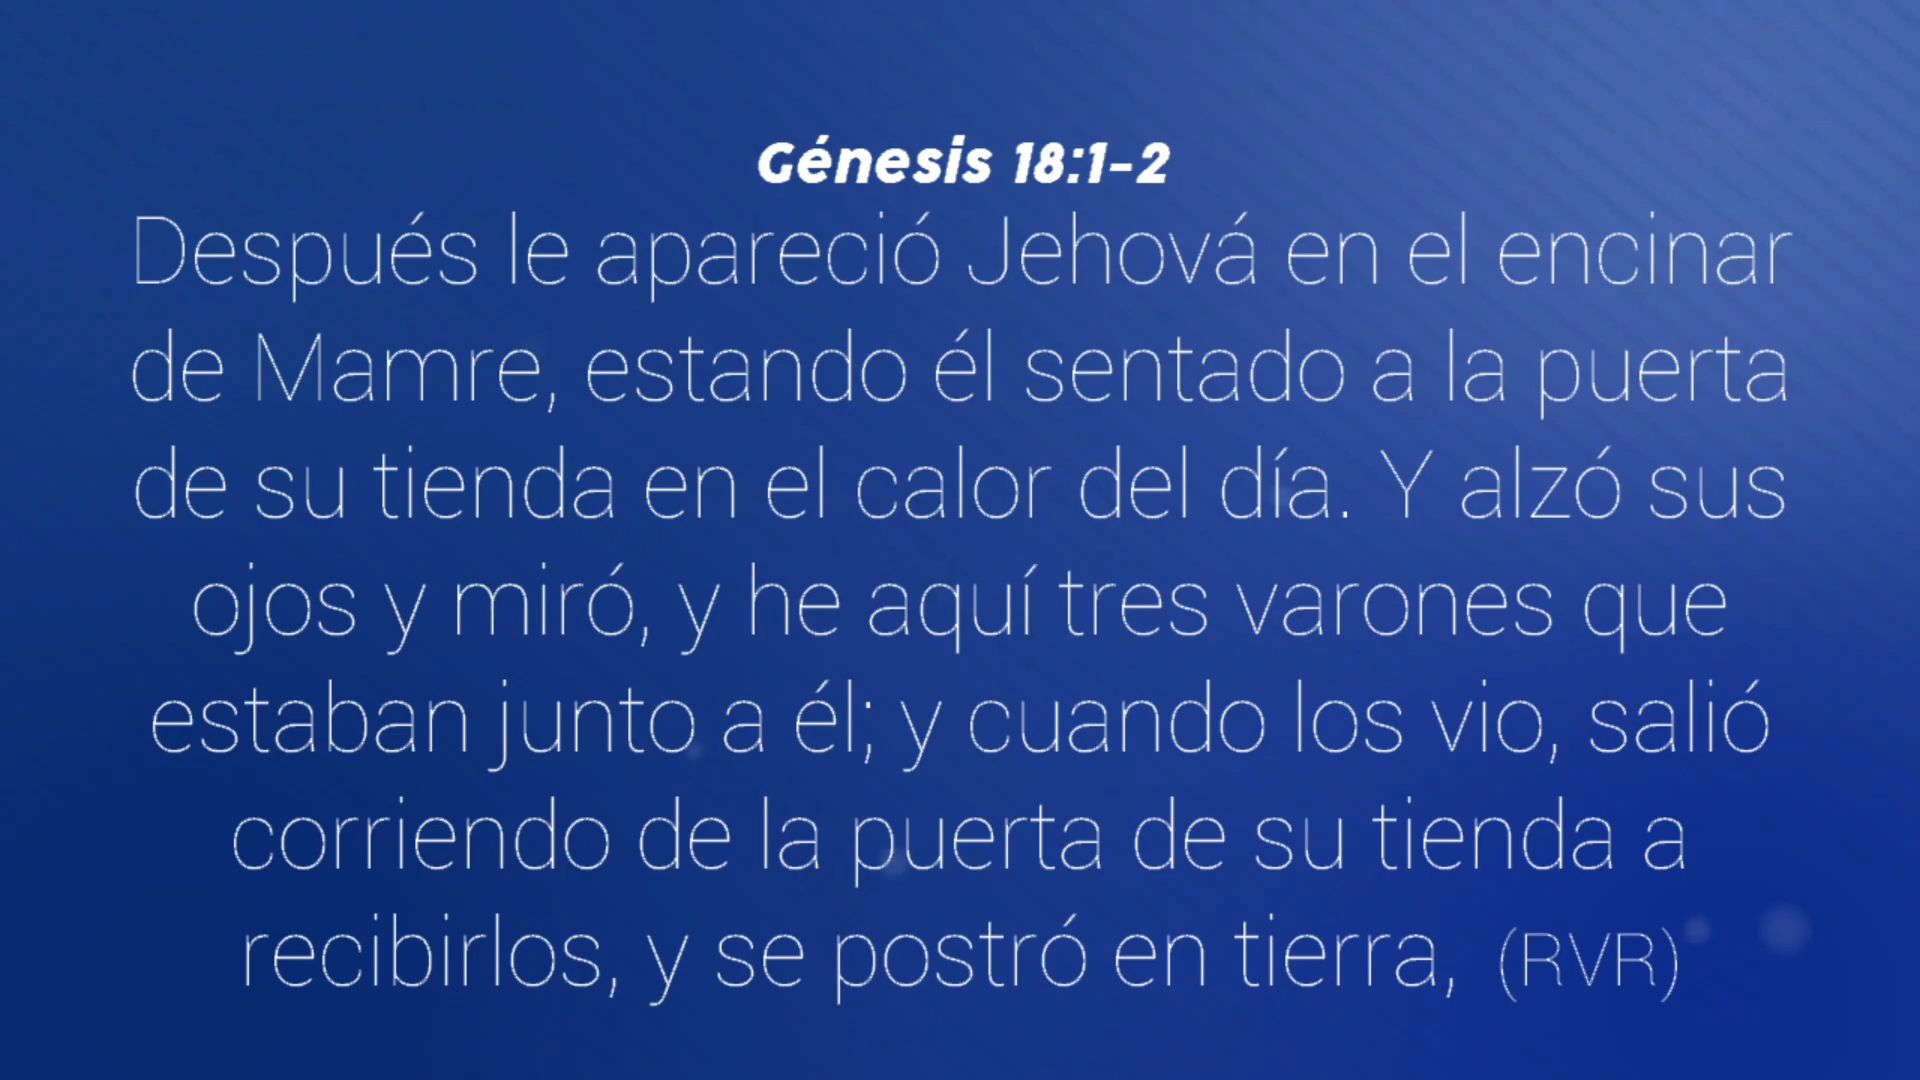 Génesis 18:1-2
Después le apareció Jehová en el encinar
de Mamre, estando él sentado a la puerta
de su tienda en el calor del día. Y alzó sus
ojos y miró, y he aquí tres varones que
estaban junto a él; y cuando los vio, salió
corriendo de la puerta de su tienda a
recibirlos, y se postró en tierra, (RVR)